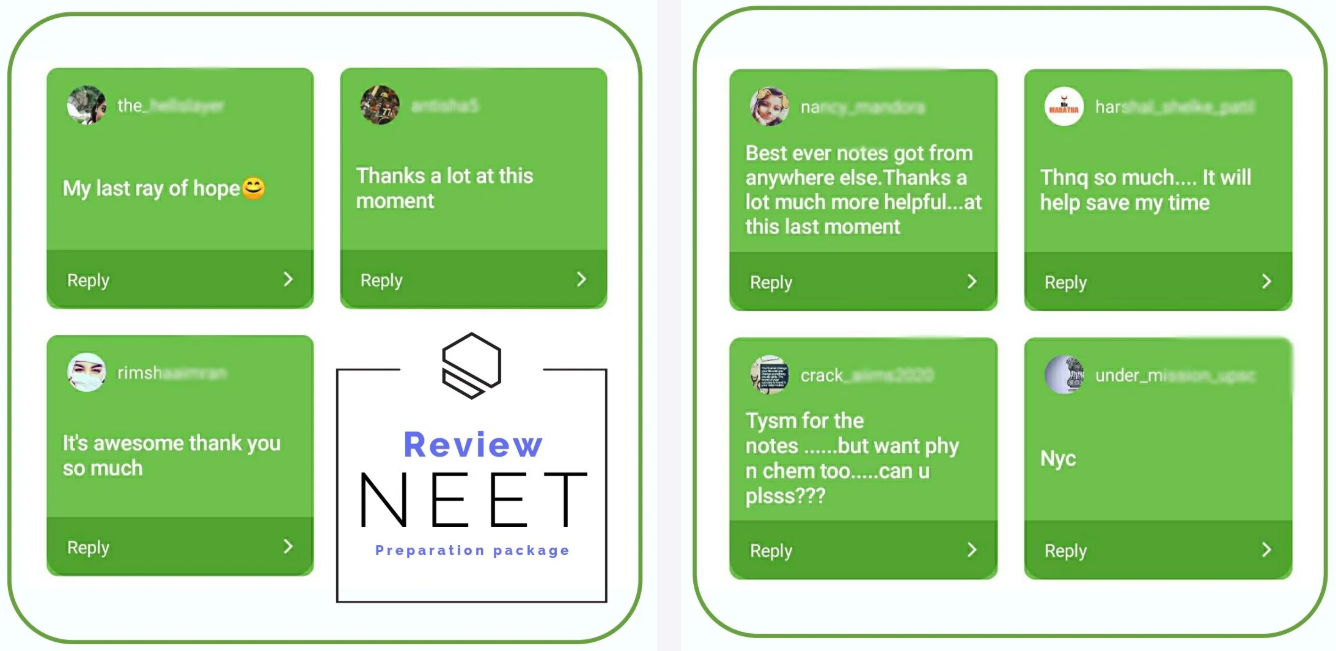 the_
My last ray of hope😊
Reply
Thanks a lot at this
moment
Reply
rimsh
It's awesome thank you
so much
Reply
Review
NEET
Preparation package
na
Best ever notes got from
anywhere else.Thanks a
lot much more helpful...at
this last moment
Reply
har
Thnq so much.... It will
help save my time
Reply
crack
Tysm for the
notes ......but want phy
n chem too.....can u
plsss???
Reply
under_mi
Nyc
Reply